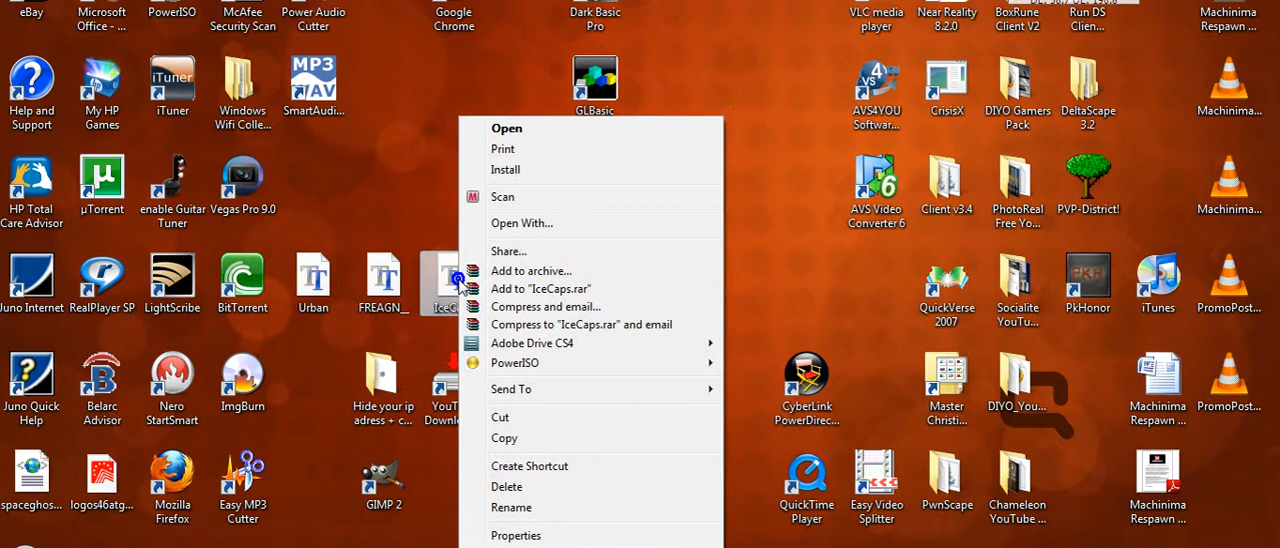 eBay
Microsoft Office - ...
PowerISO
McAfee Security Scan
Power Audio Cutter
Google Chrome
Dark Basic Pro
VLC media player
Near Reality 8.2.0
BoxRune Client V2
Run DS Clien...
Machinima Respawn ...
Help and Support
My HP Games
iTuner
iTuner
Windows Wifi Colle...
MP3
SmartAudi...
GLBasic
AVS4YOU Softwar...
CrisisX
DIYO Gamers Pack
DeltaScape 3.2
Machinima...
HP Total Care Advisor
µTorrent
enable Guitar Tuner
Vegas Pro 9.0
AVS Video Converter 6
Client v3.4
PhotoReal Free Yo...
PVP-District!
Machinima...
Juno Internet
RealPlayer SP
LightScribe
BitTorrent
Urban
FREAGN__
QuickVerse 2007
Socialite YouTu...
PkHonor
iTunes
PromoPost...
Juno Quick Help
Belarc Advisor
Nero StartSmart
ImgBurn
Hide your ip adress + c...
CyberLink PowerDirec...
Master Christi...
DIYO_You...
Machinima Respawn ...
PromoPost...
spaceghos...
logos46atg...
Mozilla Firefox
Easy MP3 Cutter
GIMP 2
QuickTime Player
Easy Video Splitter
PwnScape
Chameleon YouTube ...
Machinima Respawn ...
Open
Print
Install
Scan
Open With...
Share...
Add to archive...
Add to "IceCaps.rar"
Compress and email...
Compress to "IceCaps.rar" and email
Adobe Drive CS4
PowerISO
Send To
Cut
Copy
Create Shortcut
Delete
Rename
Properties